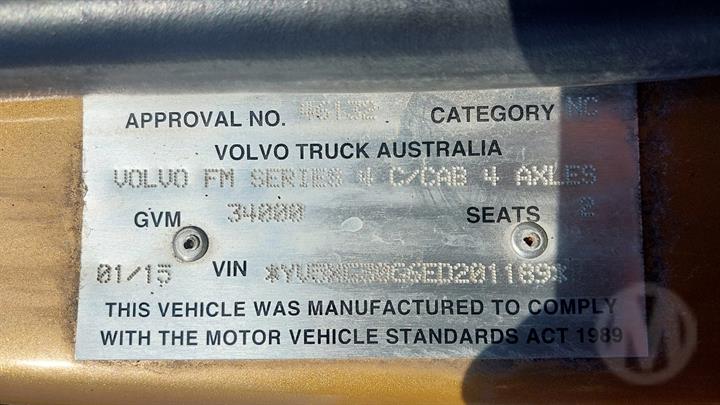 APPROVAL NO. 46132 CATEGORY NC
VOLVO TRUCK AUSTRALIA
VOLVO FM SERIES 4 C/CAB 4 AXLES
GVM 34000 SEATS 2
01/15 VIN
THIS VEHICLE WAS MANUFACTURED TO COMPLY
WITH THE MOTOR VEHICLE STANDARDS ACT 1989
M